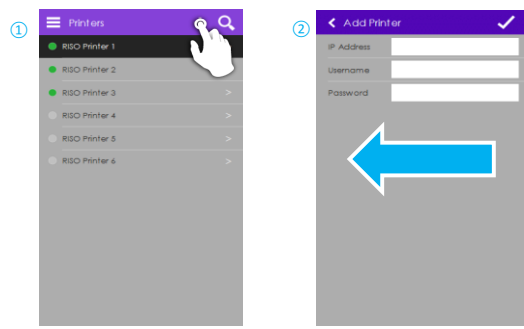 ①
Printers
RISO Printer 1
RISO Printer 2
RISO Printer 3
RISO Printer 4
RISO Printer 5
RISO Printer 6
②
Add Printer
IP Address
Username
Password